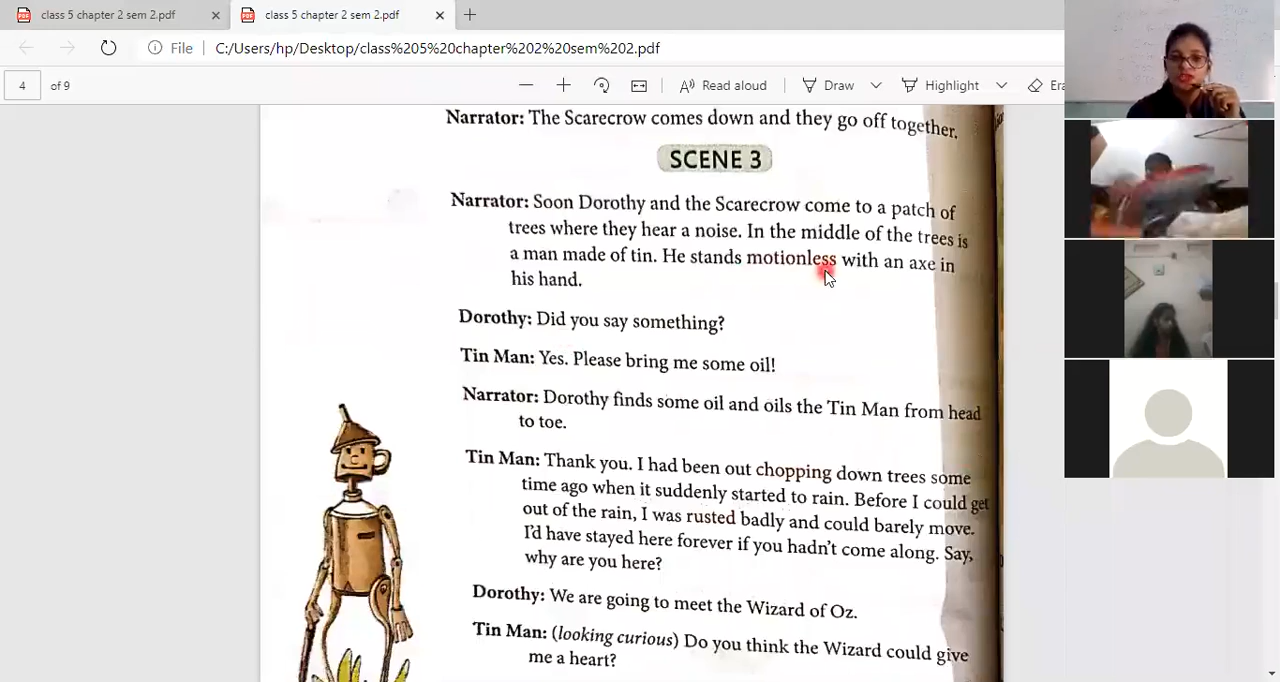 class 5 chapter 2 sem 2.pdf
class 5 chapter 2 sem 2.pdf
File
C:/Users/hp/Desktop/class%205%20chapter%202%20sem%202.pdf
4 of 9
Read aloud
Draw
Highlight
Narrator: The Scarecrow comes down and they go off together.
SCENE 3
Narrator: Soon Dorothy and the Scarecrow come to a patch of
trees where they hear a noise. In the middle of the trees is
a man made of tin. He stands motionless with an axe in
his hand.
Dorothy: Did you say something?
Tin Man: Yes. Please bring me some oil!
Narrator: Dorothy finds some oil and oils the Tin Man from head
to toe.
Tin Man: Thank you. I had been out chopping down trees some
time ago when it suddenly started to rain. Before I could get
out of the rain, I was rusted badly and could barely move.
I'd have stayed here forever if you hadn't come along. Say,
why are you here?
Dorothy: We are going to meet the Wizard of Oz.
Tin Man: (looking curious) Do you think the Wizard could give
me a heart?